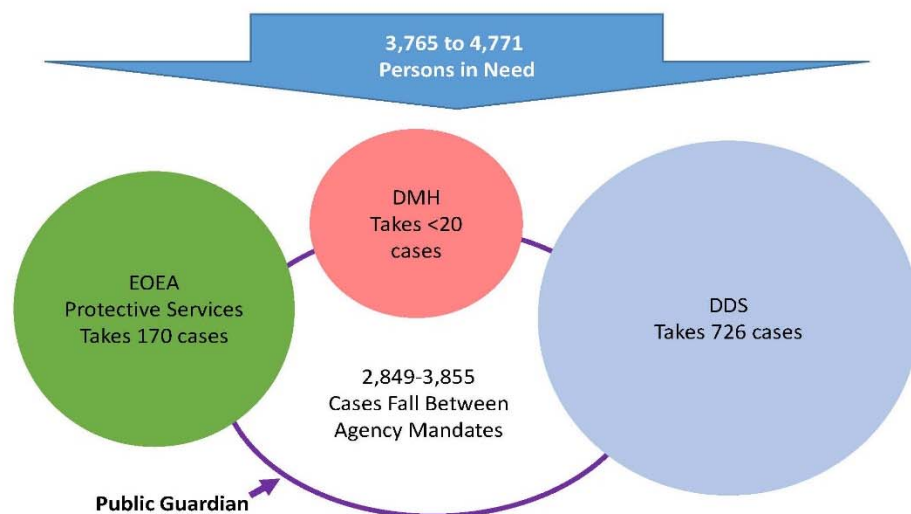 3,765 to 4,771
Persons in Need
DMH
Takes <20
cases
EOEA
Protective Services
Takes 170 cases
DDS
Takes 726 cases
2,849-3,855
Cases Fall Between
Agency Mandates
Public Guardian